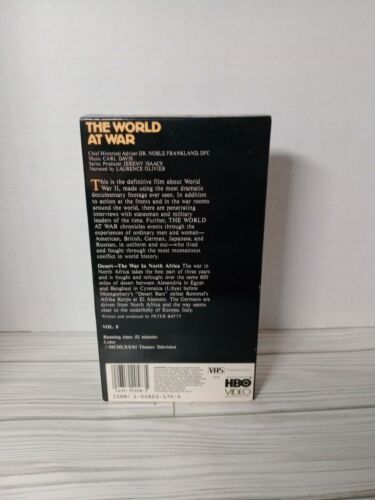 THE WORLD
AT WAR
Chief Historical Adviser DR. NOBLE FRANKLAND, DFC
Music CARL DAVIS
Series Producer JEREMY ISAACS
Narrated by LAURENCE OLIVIER
This is the definitive film about World
War II, made using the most dramatic
documentary footage ever seen. In addition
to action at the fronts and in the war rooms
around the world, there are penetrating
interviews with statesmen and military
leaders of the time. Further, THE WORLD
AT WAR chronicles events through the
experiences of ordinary men and women—
American, British, German, Japanese, and
Russian, in uniform and out—who lived
and fought through the most momentous
conflict in world history.
Desert—The War In North Africa The war in
North Africa takes the best part of three years
and is fought and refought over the same 600
miles of desert between Alexandria in Egypt
and Benghazi in Cyrenaica (Libya) before
Montgomery's "Desert Rats" defeat Rommel's
Afrika Korps at El Alamein. The Germans are
driven from North Africa and the way seems
clear to the underbelly of Europe, Italy.
Written and produced by PETER BATTY
VOL. 8
Running time: 52 minutes
Color
MCMLXXXI Thames Television
VHS
HBO
VIDEO
ISBN: 1-55603-174-